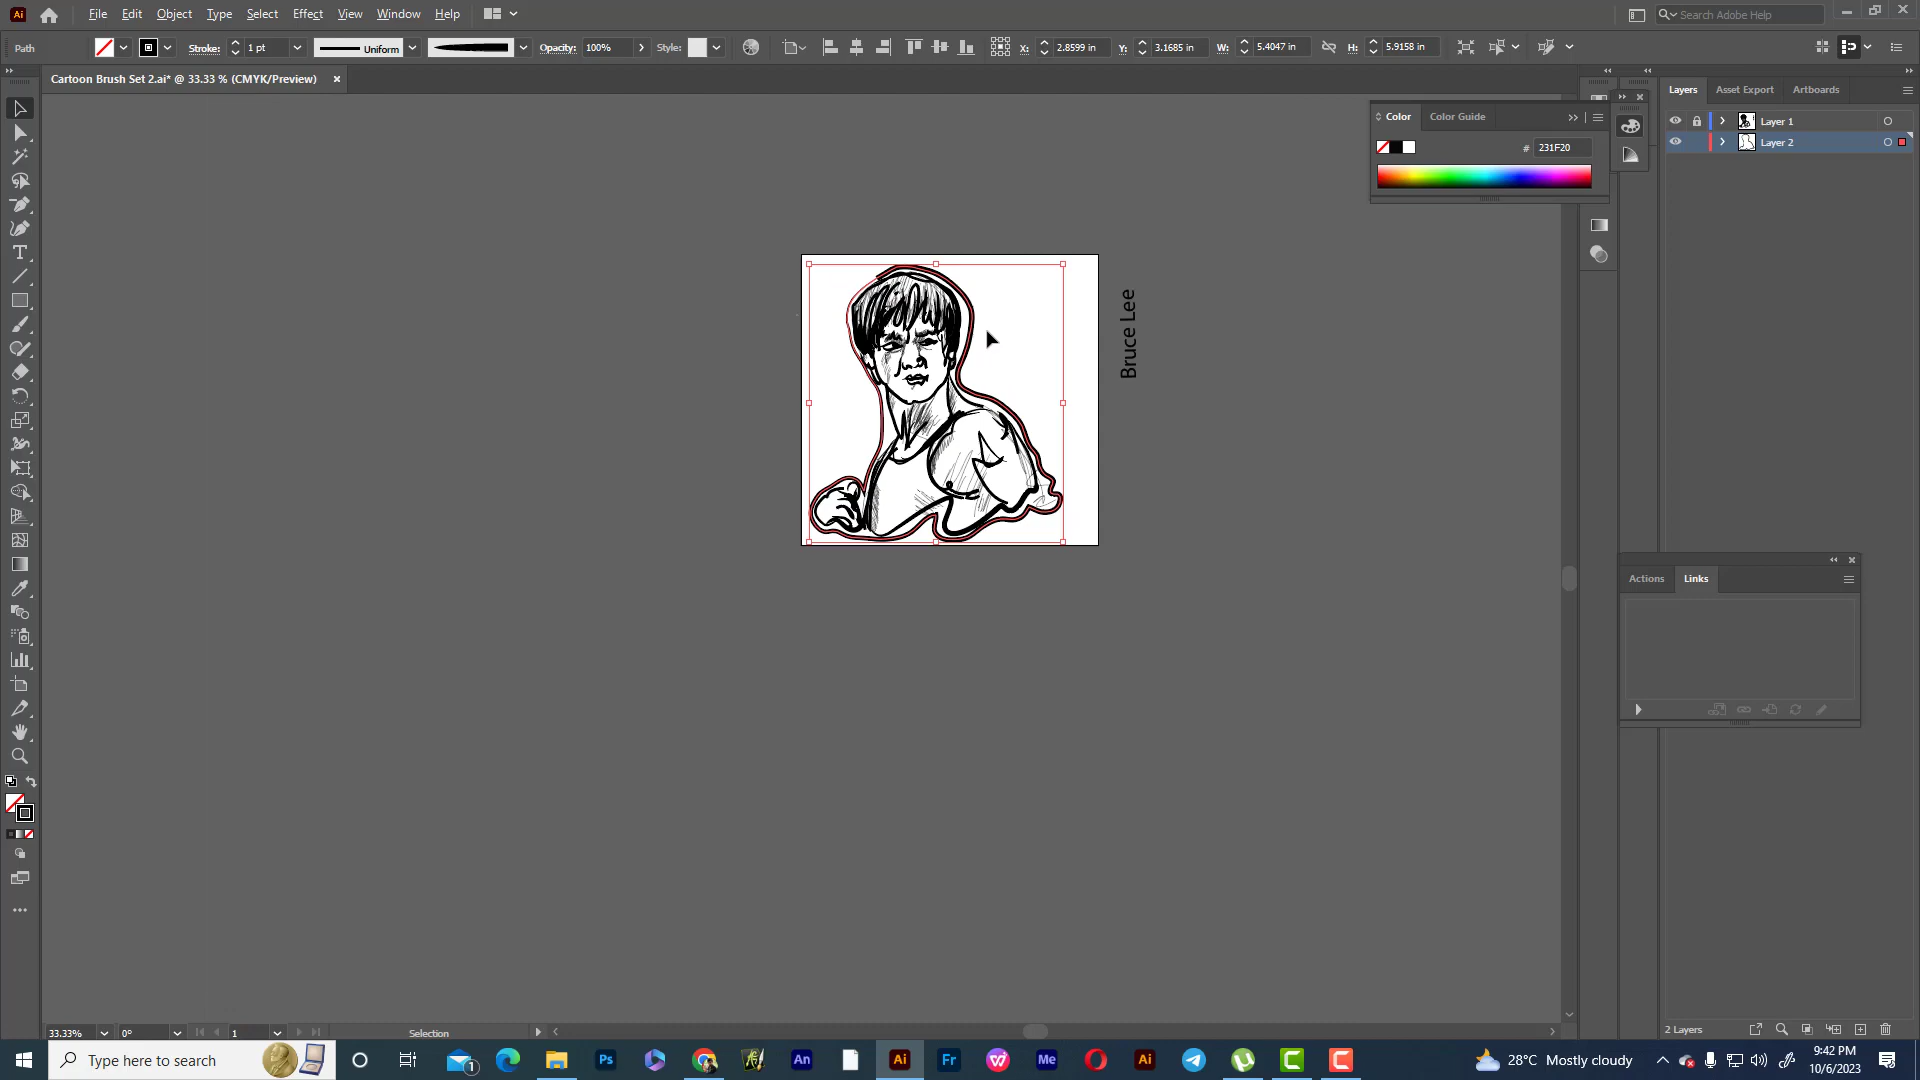 Ai File Edit Object Type Select Effect View Window Help Search Adobe Help
Path Stroke: 1 pt Uniform Opacity: 100% Style: X: 2.8599 in Y: 3.1685 in W: 5.4047 in H: 5.9158 in
Cartoon Brush Set 2.ai* @ 33.33 % (CMYK/Preview) ×
Layers Asset Export Artboards
Color Color Guide
Layer 1
Layer 2
# 231F20
Bruce Lee
Actions Links
33.33% 0° 1 Selection
2 Layers
Type here to search
1 Ps An Ai Fr Me Ai
28°C Mostly cloudy
9:42 PM
10/6/2023